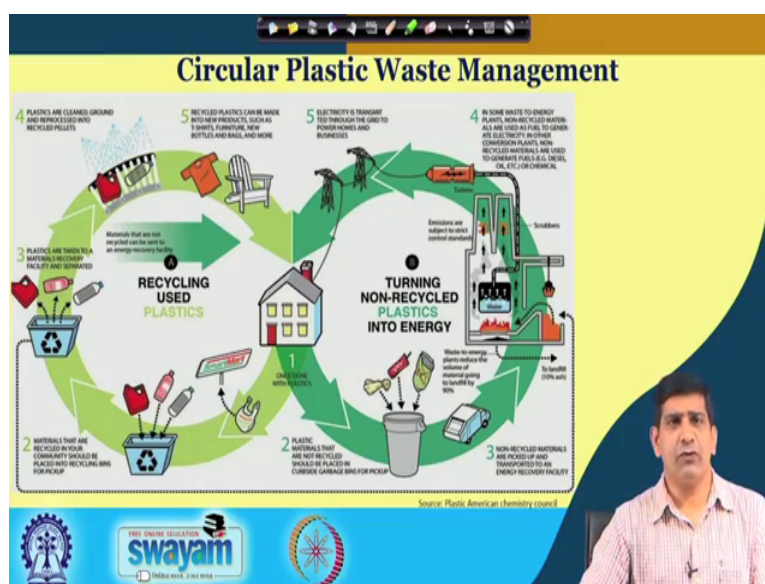 Circular Plastic Waste Management
4 PLASTICS ARE CLEANED, GROUND
AND REPROCESSED INTO
RECYCLED PELLETS
5 RECYCLED PLASTICS CAN BE MADE
INTO NEW PRODUCTS, SUCH AS
T-SHIRTS, FURNITURE, NEW
BOTTLES AND BAGS, AND MORE
5 ELECTRICITY IS TRANSMIT
TED THROUGH THE GRID TO
POWER HOMES AND
BUSINESSES
4 IN SOME WASTE-TO-ENERGY
PLANTS, NON-RECYCLED MATERI-
ALS ARE USED AS FUEL TO GENER-
ATE ELECTRICITY. IN OTHER
CONVERSION PLANTS, NON-
RECYCLED MATERIALS ARE USED
TO GENERATE FUELS (E.G. DIESEL,
OIL, ETC.) OR CHEMICAL
Turbine
Materials that are not
recycled can be sent to
an energy recovery facility
Emissions are
subject to strict
control standards
Scrubbers
3 PLASTICS ARE TAKEN TO A
MATERIALS RECOVERY
FACILITY AND SEPARATED
A
RECYCLING
USED
PLASTICS
B
TURNING
NON-RECYCLED
PLASTICS
INTO ENERGY
Water
Waste-to-energy
plants reduce the
volume of
material going
to landfill by
90%
To landfill
(10% ash)
SmartMart
1
ONCE DONE
WITH PLASTICS
2 MATERIALS THAT ARE
RECYCLED IN YOUR
COMMUNITY SHOULD BE
PLACED INTO RECYCLING BINS
FOR PICKUP
2 PLASTIC
MATERIALS THAT
ARE NOT RECYCLED
SHOULD BE PLACED IN
CURBSIDE GARBAGE BINS FOR PICKUP
3 NON-RECYCLED MATERIALS
ARE PICKED UP AND
TRANSPORTED TO AN
ENERGY RECOVERY FACILITY
Source: Plastic American chemistry council
FREE ONLINE EDUCATION
swayam